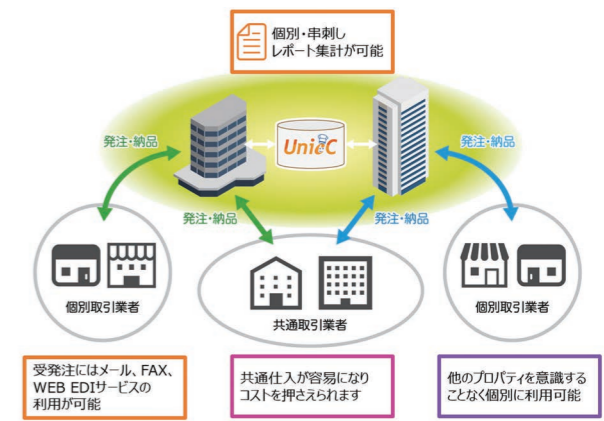 個別・串刺し
レポート集計が可能
発注・納品
UnieC
発注・納品
発注・納品
発注・納品
個別取引業者
共通取引業者
個別取引業者
受発注にはメール、FAX、
WEB EDIサービスの
利用が可能
共通仕入が容易になり
コストを押さえられます
他のプロパティを意識する
ことなく個別に利用可能